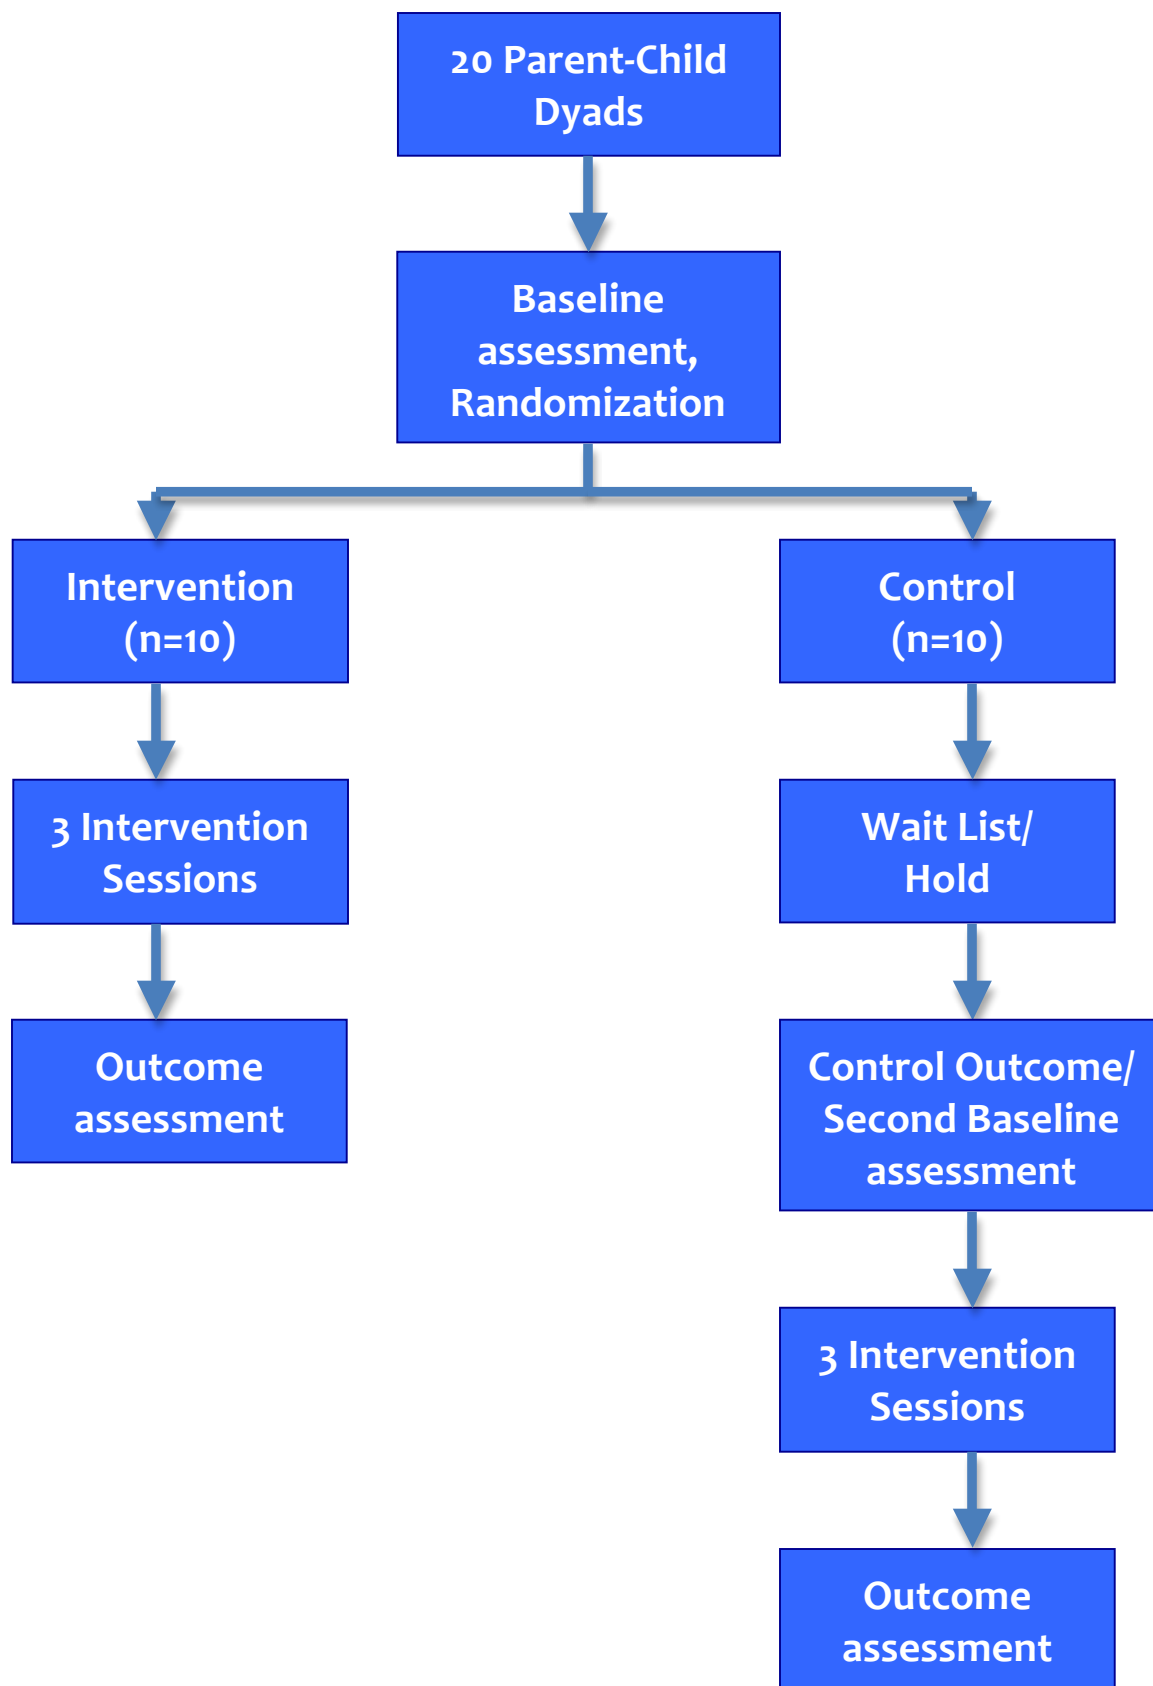 20 Parent-Child
Dyads
Baseline
assessment,
Randomization
Intervention
(n=10)
Control
(n=10)
3 Intervention
Sessions
Wait List/
Hold
Outcome
assessment
Control Outcome/
Second Baseline
assessment
3 Intervention
Sessions
Outcome
assessment